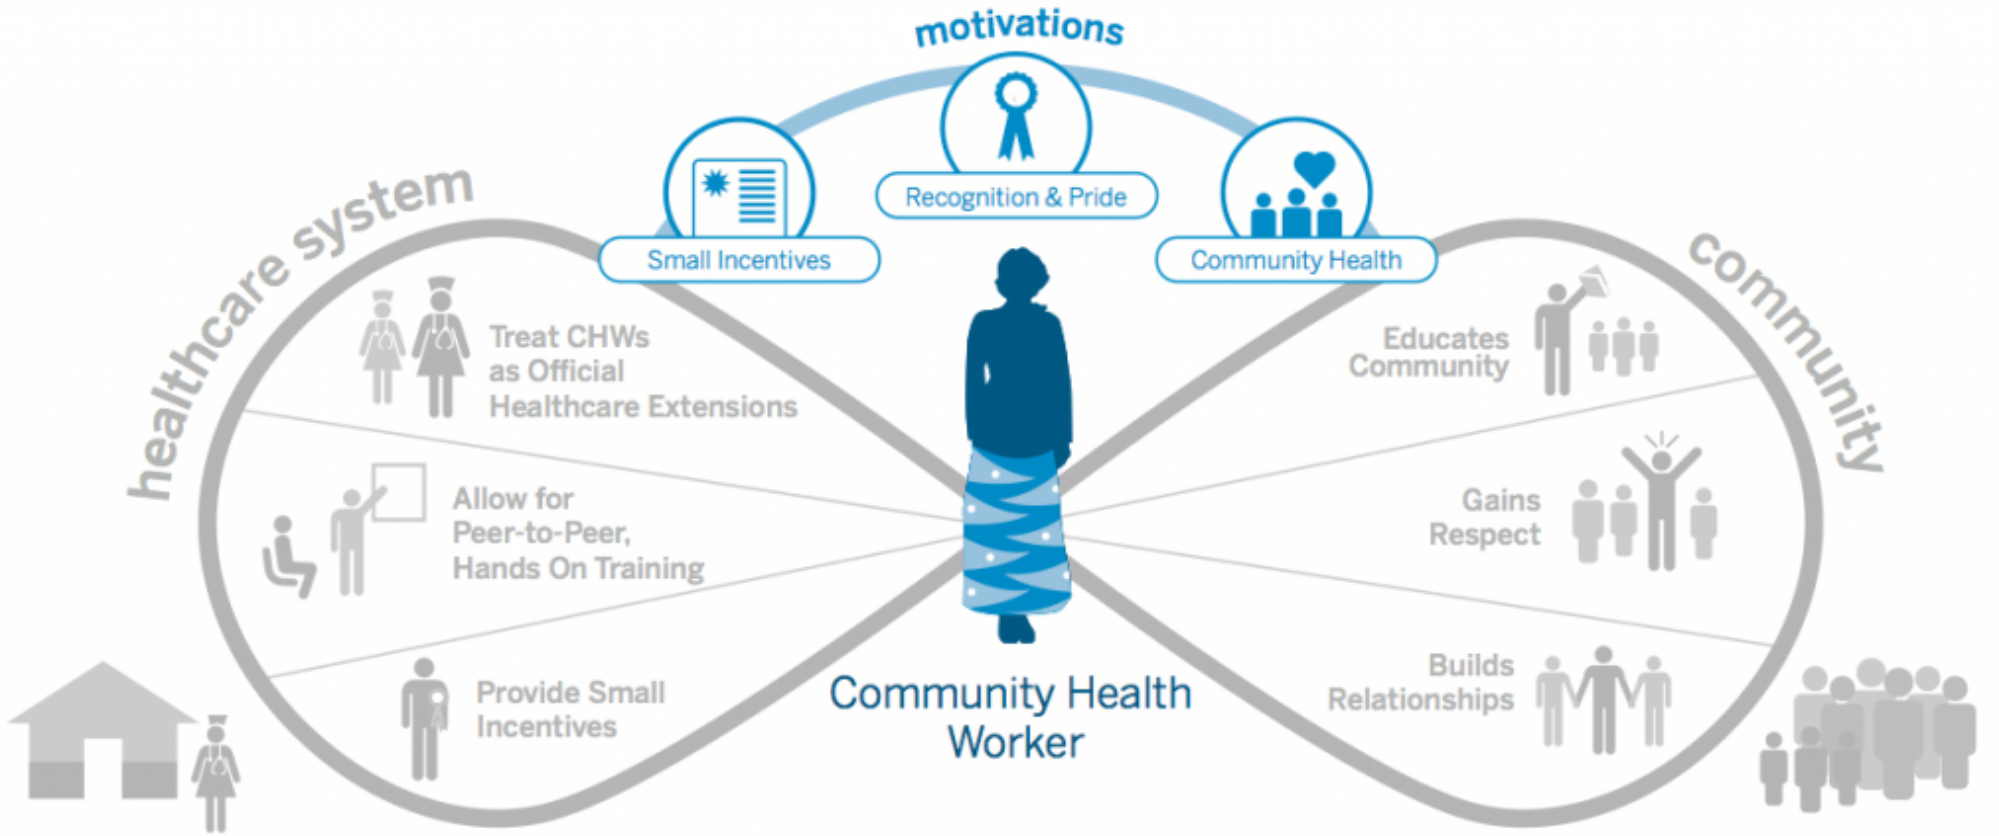 motivations
Small Incentives
Recognition & Pride
Community Health
healthcare system
Treat CHWs
as Official
Healthcare Extensions
Allow for
Peer-to-Peer,
Hands On Training
Provide Small
Incentives
Community Health
Worker
community
Educates
Community
Gains
Respect
Builds
Relationships